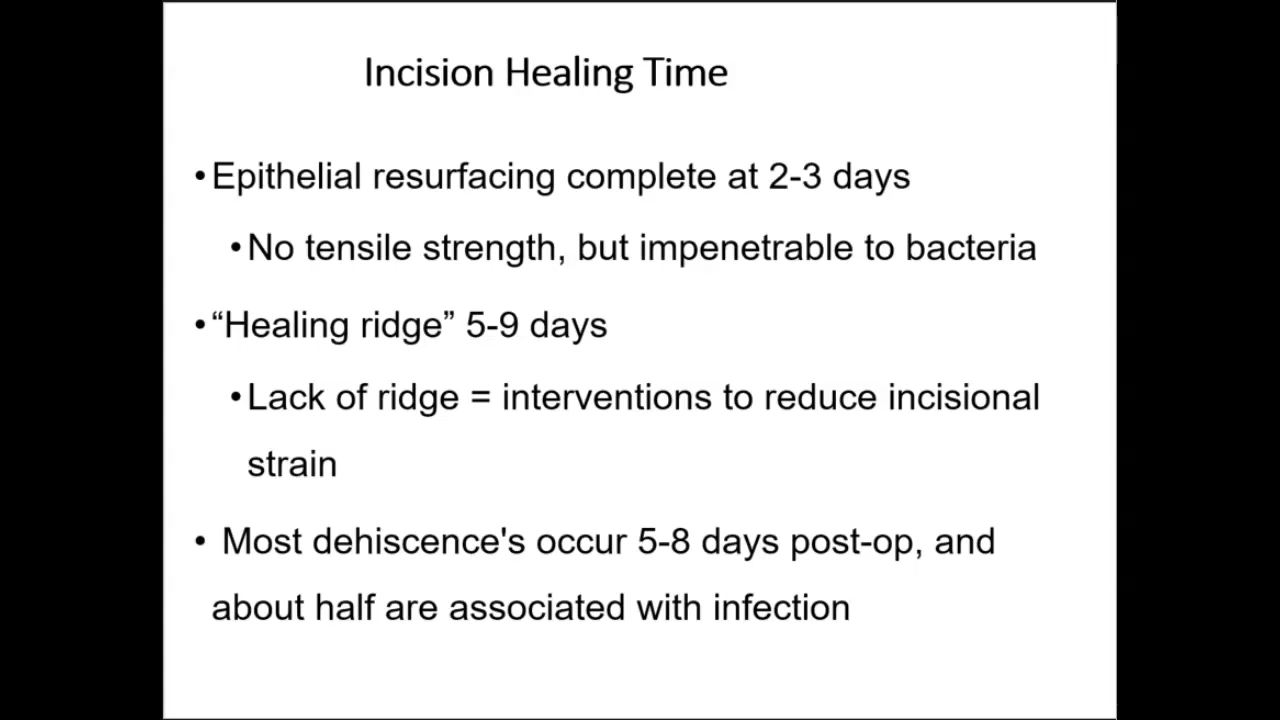 Incision Healing Time
•Epithelial resurfacing complete at 2-3 days
•No tensile strength, but impenetrable to bacteria
•“Healing ridge” 5-9 days
•Lack of ridge = interventions to reduce incisional
strain
• Most dehiscence's occur 5-8 days post-op, and
about half are associated with infection